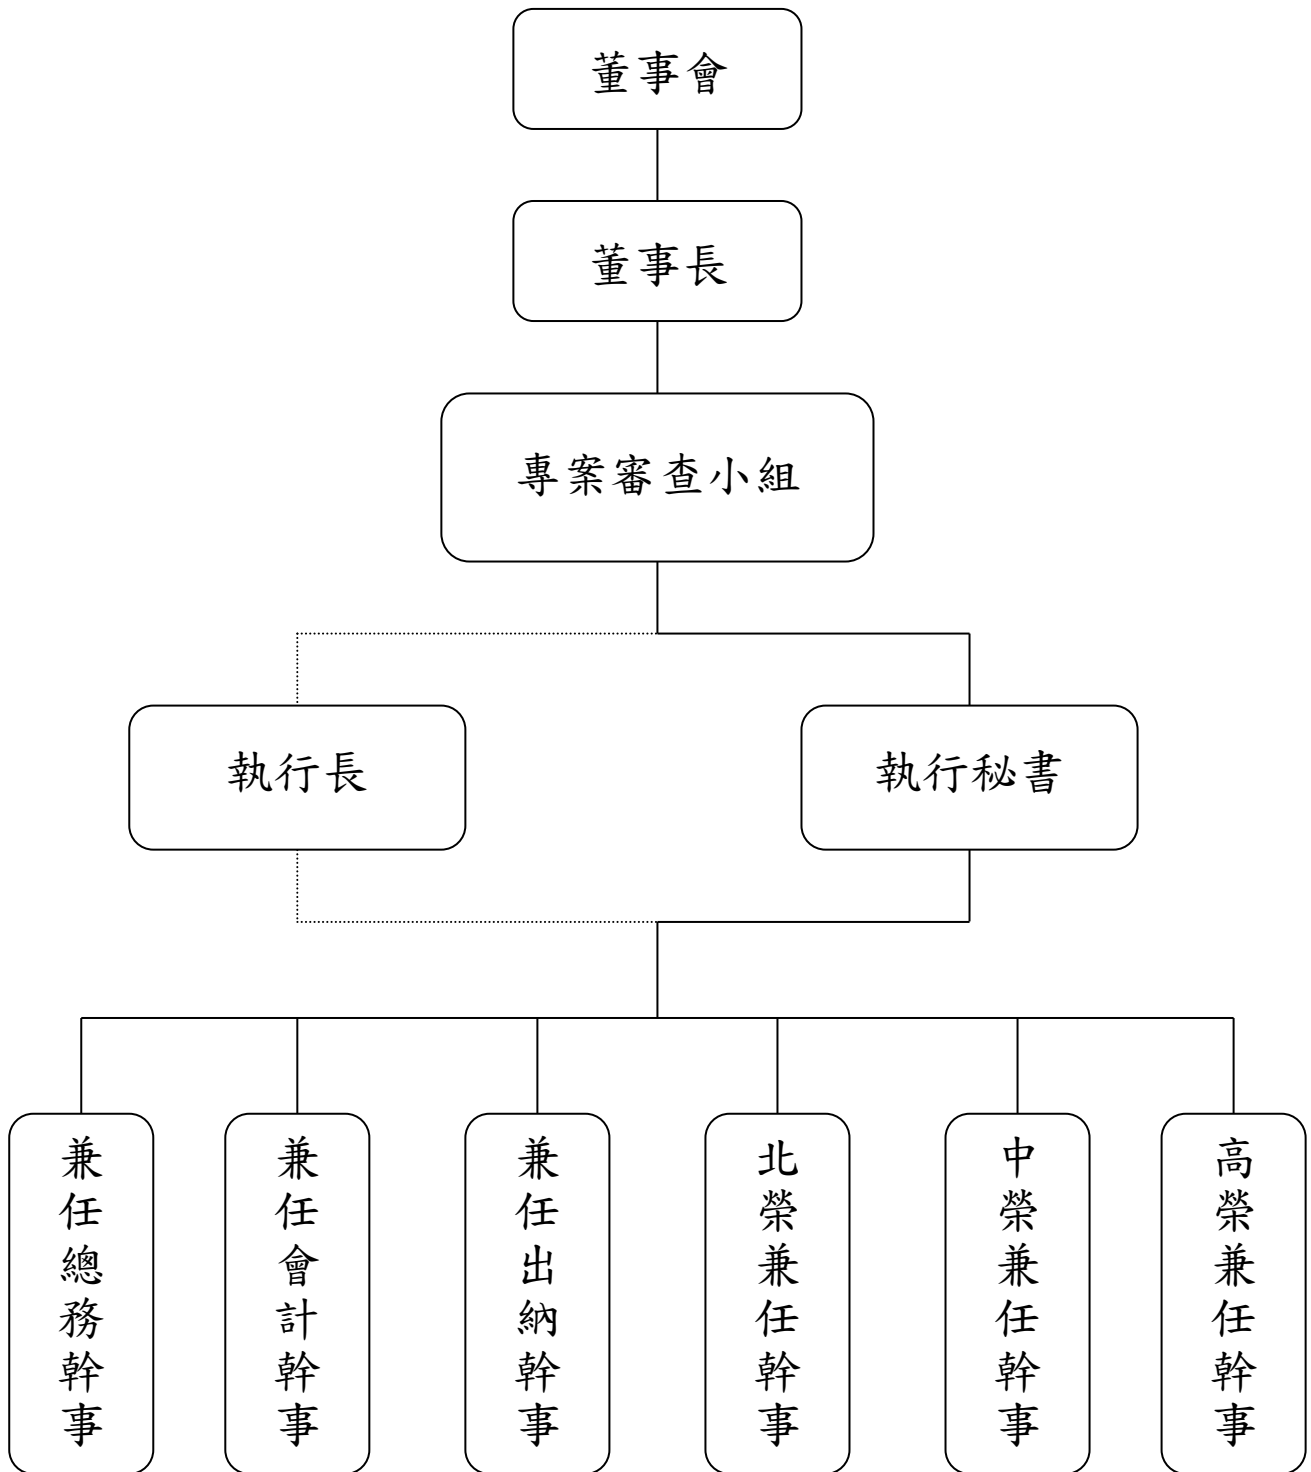 董事會
董事長
專案審查小組
執行長
執行秘書
兼任總務幹事
兼任會計幹事
兼任出納幹事
北榮兼任幹事
中榮兼任幹事
高榮兼任幹事